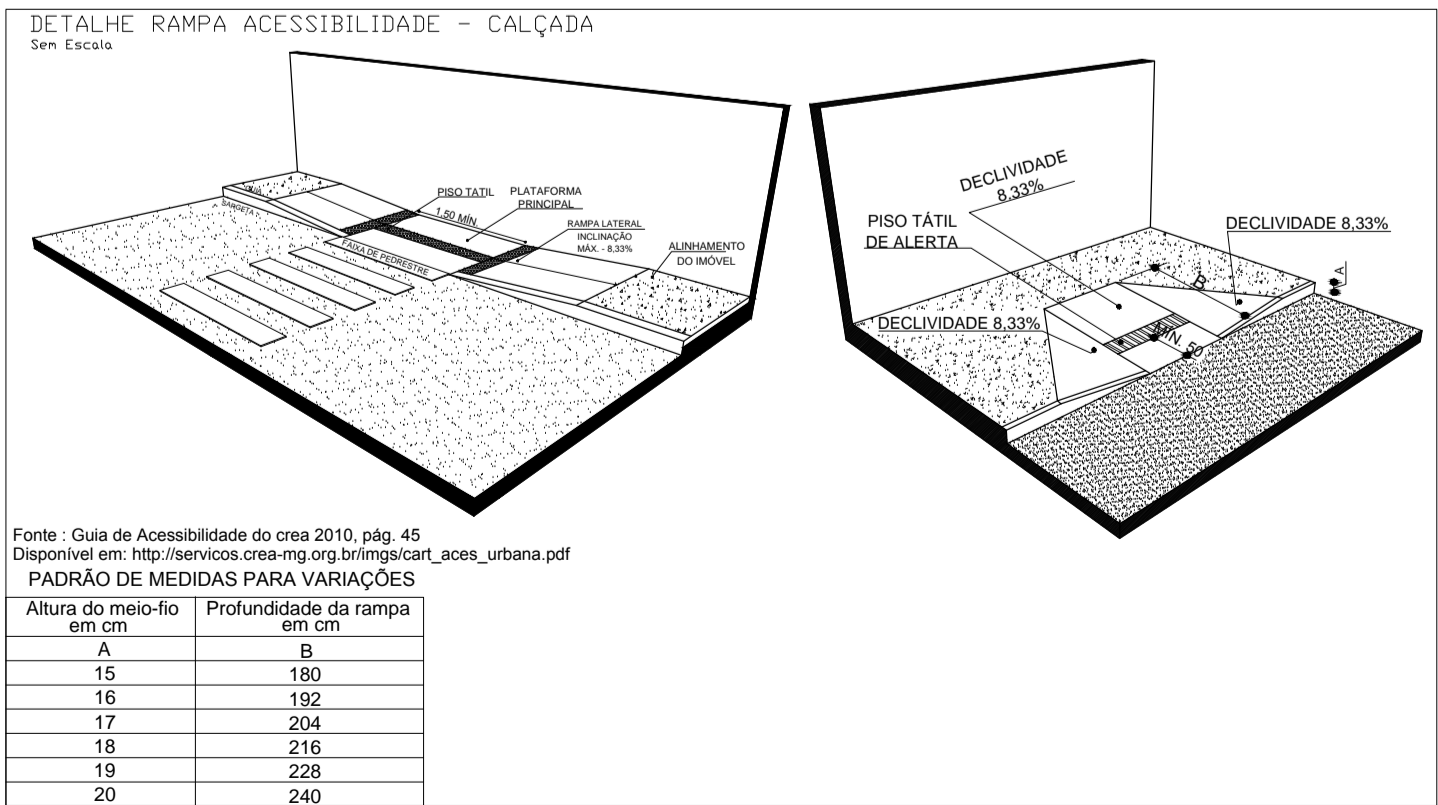 DETALHE RAMPA ACESSIBILIDADE - CALÇADA
Sem Escala
GUIA
SARGETA
PISO TATIL
1,50 MÍN.
PLATAFORMA
PRINCIPAL
RAMPA LATERAL
INCLINAÇÃO
MÁX. - 8,33%
ALINHAMENTO
DO IMÓVEL
FAIXA DE PEDRESTRE
DECLIVIDADE
8.33%
PISO TÁTIL
DE ALERTA
DECLIVIDADE 8,33%
A
B
DECLIVIDADE 8,33%
MIN. 50
Fonte : Guia de Acessibilidade do crea 2010, pág. 45
Disponível em: http://servicos.crea-mg.org.br/imgs/cart_aces_urbana.pdf
PADRÃO DE MEDIDAS PARA VARIAÇÕES
Altura do meio-fio em cm Profundidade da rampa em cm
A B
15 180
16 192
17 204
18 216
19 228
20 240